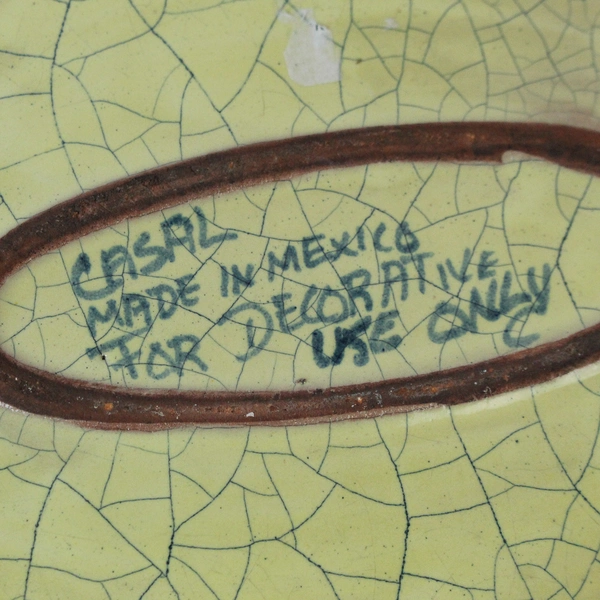 CASAL
MADE IN MEXICO
FOR DECORATIVE
USE ONLY
C